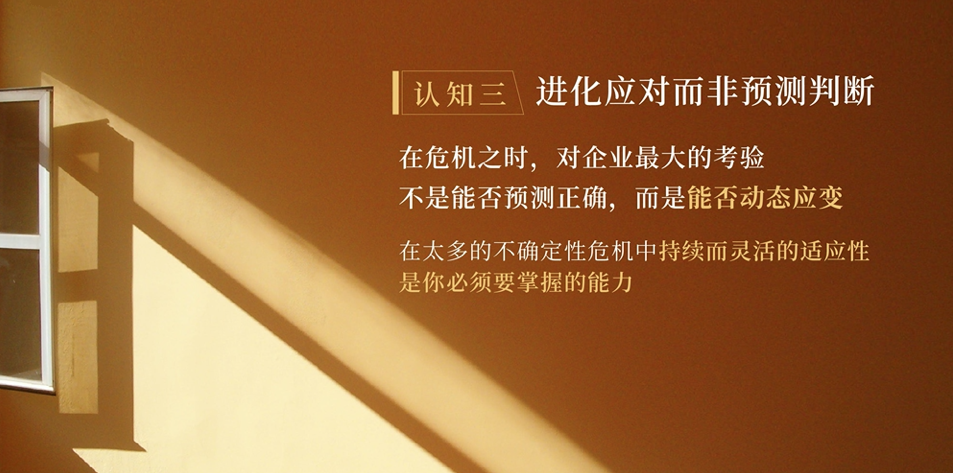 认知三 进化应对而非预测判断
在危机之时，对企业最大的考验
不是能否预测正确，而是能否动态应变
在太多的不确定性危机中持续而灵活的适应性
是你必须要掌握的能力